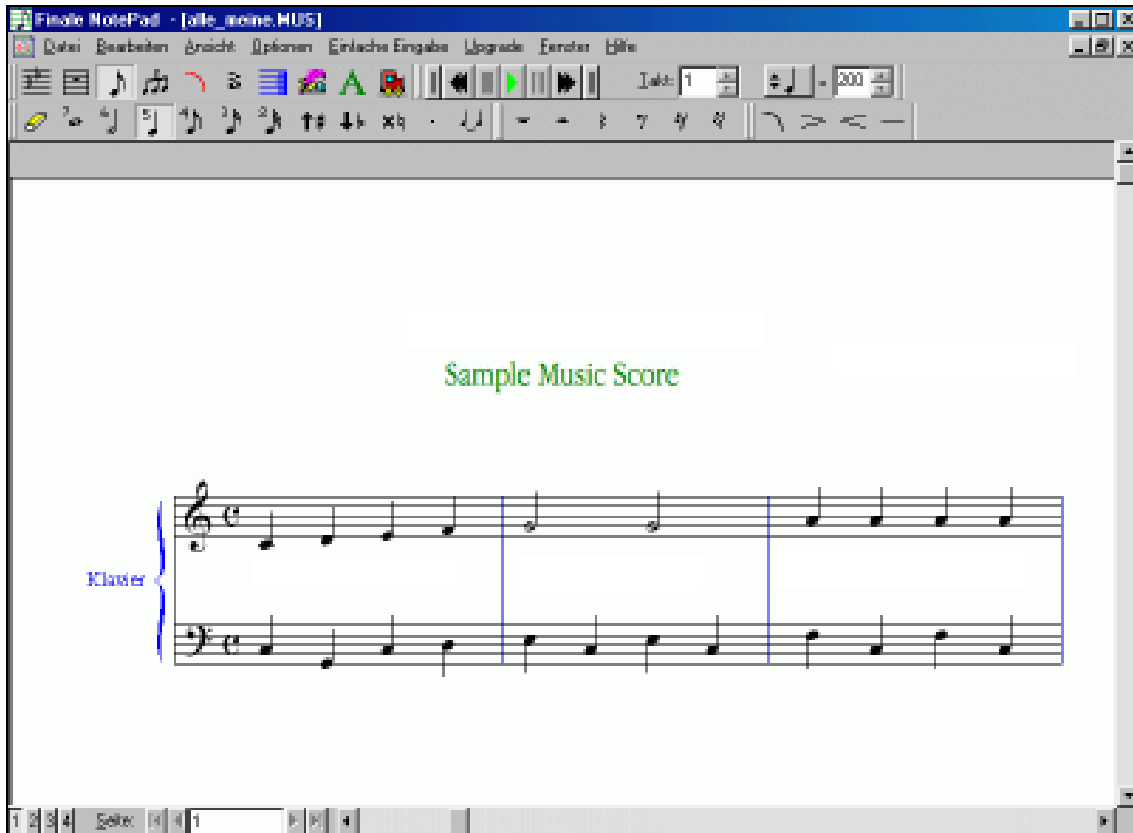 Finale NotePad - [alle_meine.MUS]
Datei Bearbeiten Ansicht Optionen Einfache Eingabe Upgrade Fenster Hilfe
Takt: 1 = 200
Sample Music Score
Klavier
1 2 3 4 Seite: 1